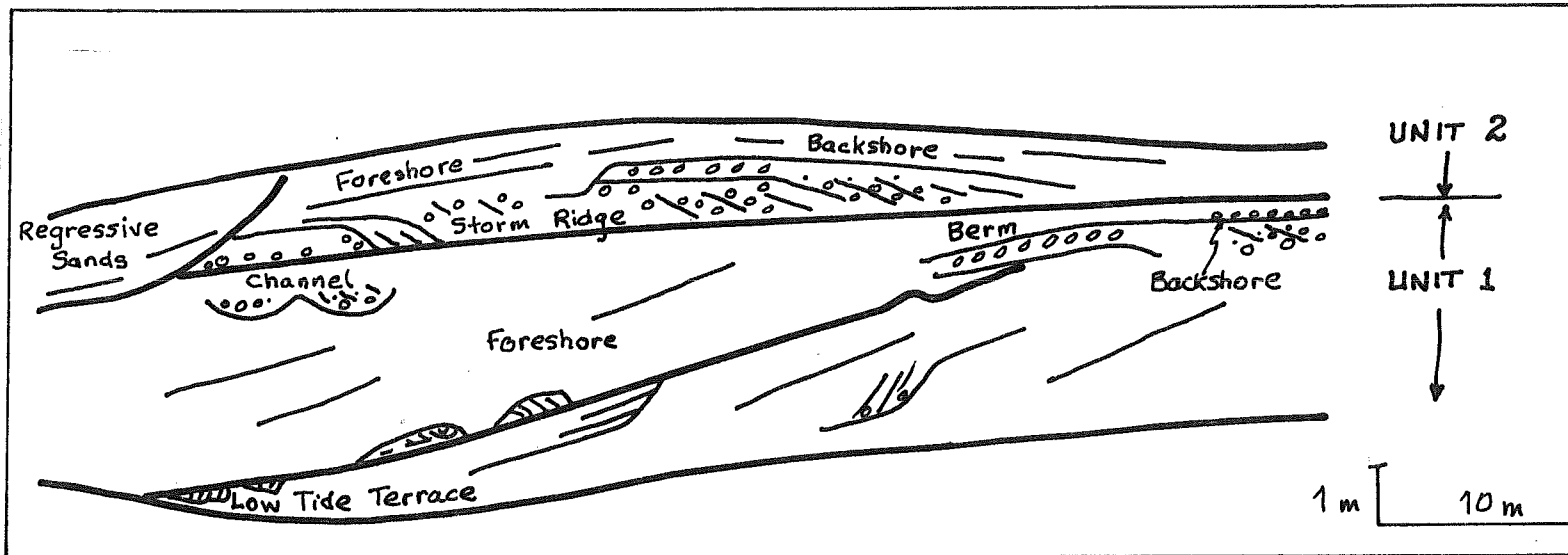 UNIT 2
Backshore
Foreshore
Storm Ridge
Regressive
Sands
Berm
Channel
Backshore
UNIT 1
Foreshore
Low Tide Terrace
1 m
10 m